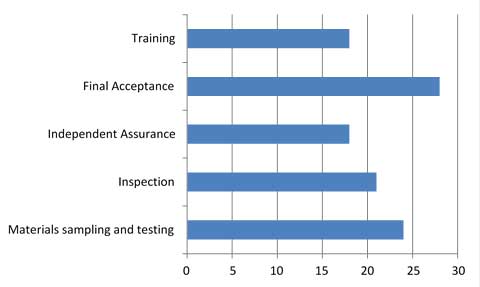 Training
Final Acceptance
Independent Assurance
Inspection
Materials sampling and testing
0 5 10 15 20 25 30